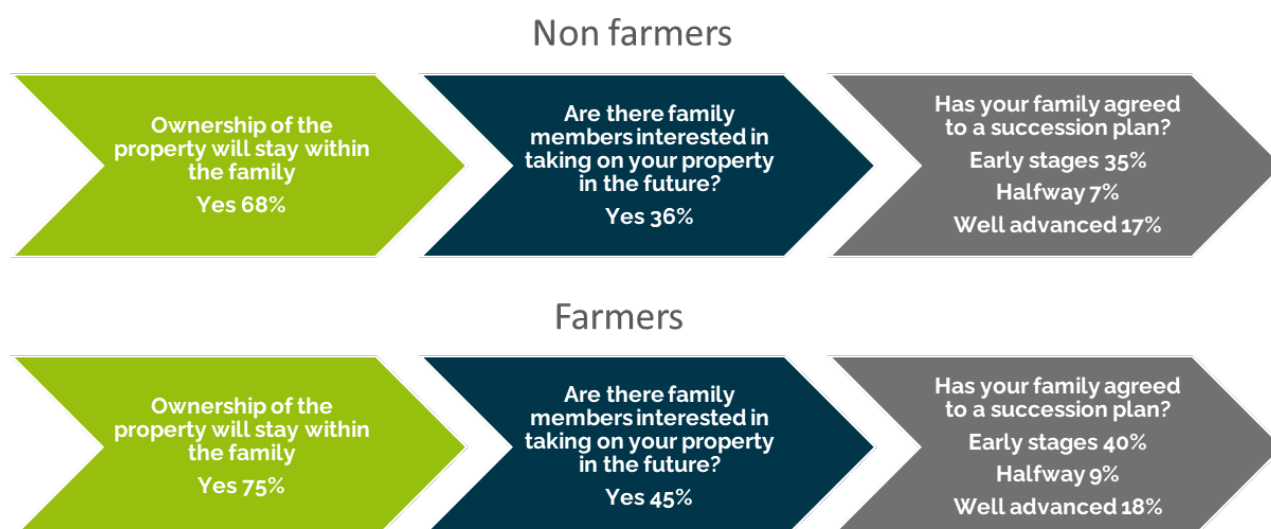 Non farmers
Ownership of the
property will stay within
the family
Yes 68%
Are there family
members interested in
taking on your property
in the future?
Yes 36%
Has your family agreed
to a succession plan?
Early stages 35%
Halfway 7%
Well advanced 17%
Farmers
Ownership of the
property will stay within
the family
Yes 75%
Are there family
members interested in
taking on your property
in the future?
Yes 45%
Has your family agreed
to a succession plan?
Early stages 40%
Halfway 9%
Well advanced 18%